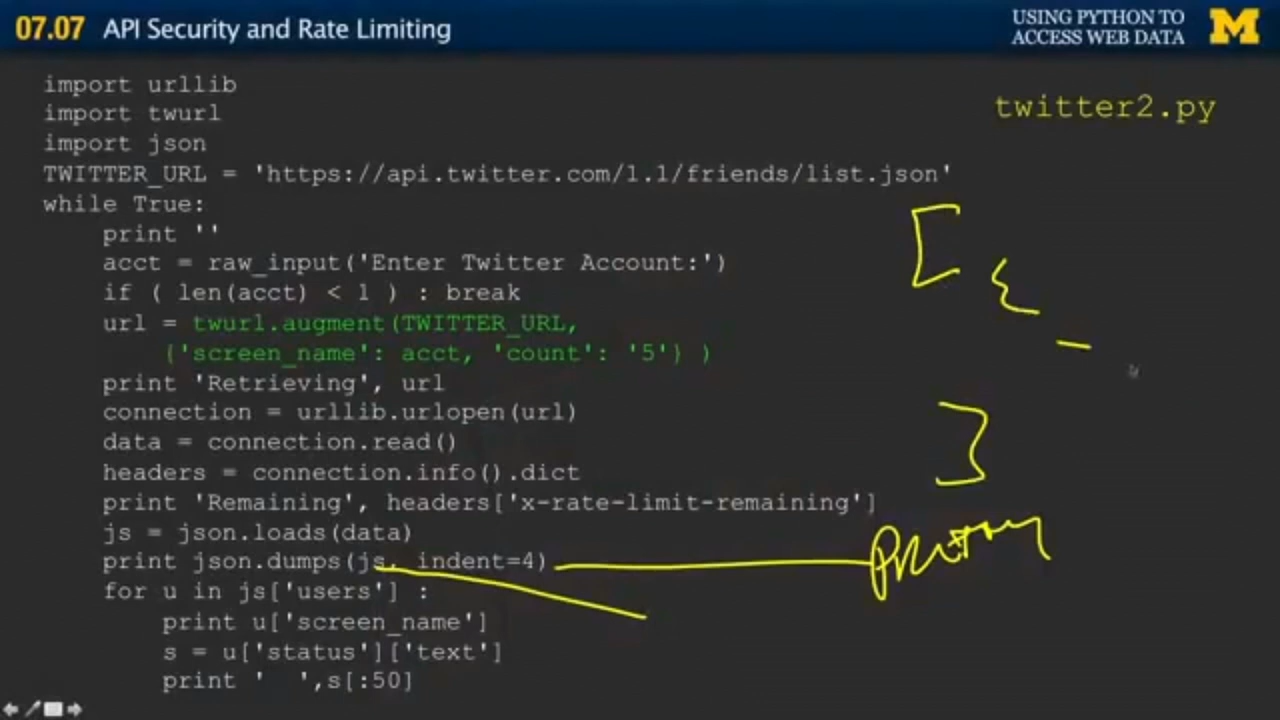 07.07 API Security and Rate Limiting
USING PYTHON TO
ACCESS WEB DATA
M
twitter2.py
import urllib
import twurl
import json
TWITTER_URL = 'https://api.twitter.com/1.1/friends/list.json'
while True:
    print ''
    acct = raw_input('Enter Twitter Account:')
    if ( len(acct) < 1 ) : break
    url = twurl.augment(TWITTER_URL,
        {'screen_name': acct, 'count': '5'} )
    print 'Retrieving', url
    connection = urllib.urlopen(url)
    data = connection.read()
    headers = connection.info().dict
    print 'Remaining', headers['x-rate-limit-remaining']
    js = json.loads(data)
    print json.dumps(js, indent=4)
    for u in js['users'] :
        print u['screen_name']
        s = u['status']['text']
        print '  ',s[:50]
[ {
]